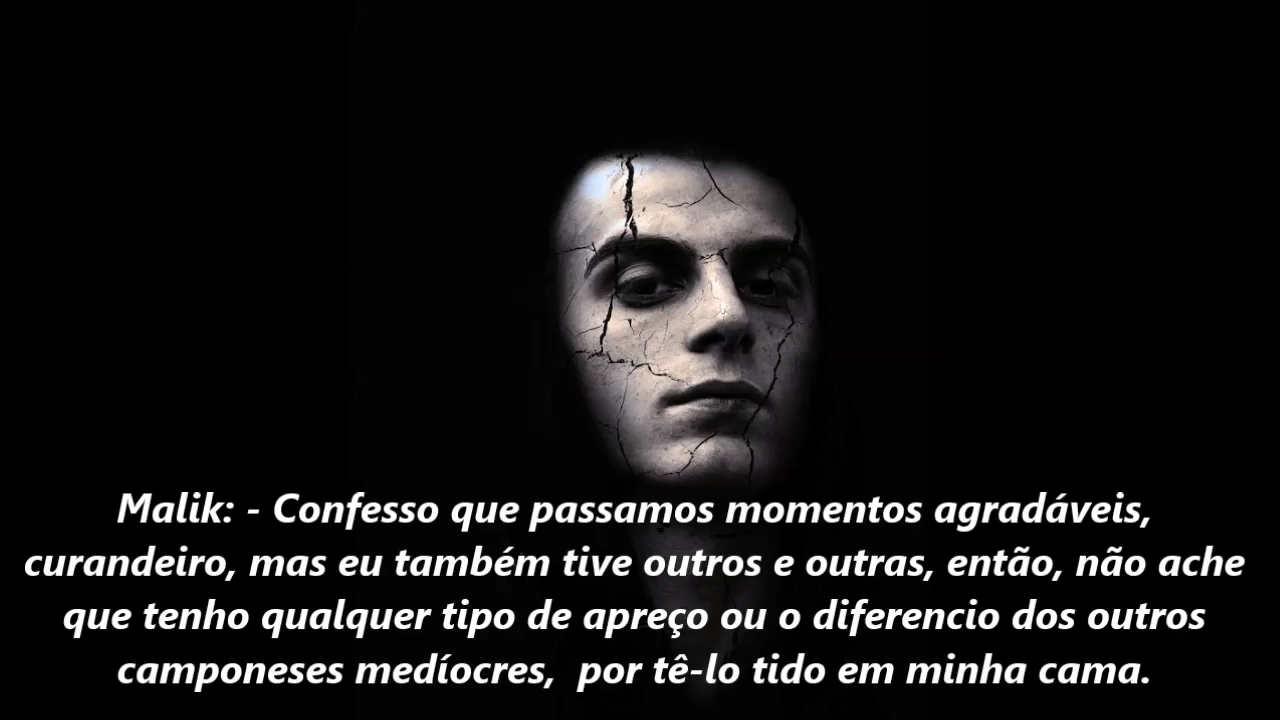 Malik: - Confesso que passamos momentos agradáveis,
curandeiro, mas eu também tive outros e outras, então, não ache
que tenho qualquer tipo de apreço ou o diferencio dos outros
camponeses medíocres,  por tê-lo tido em minha cama.